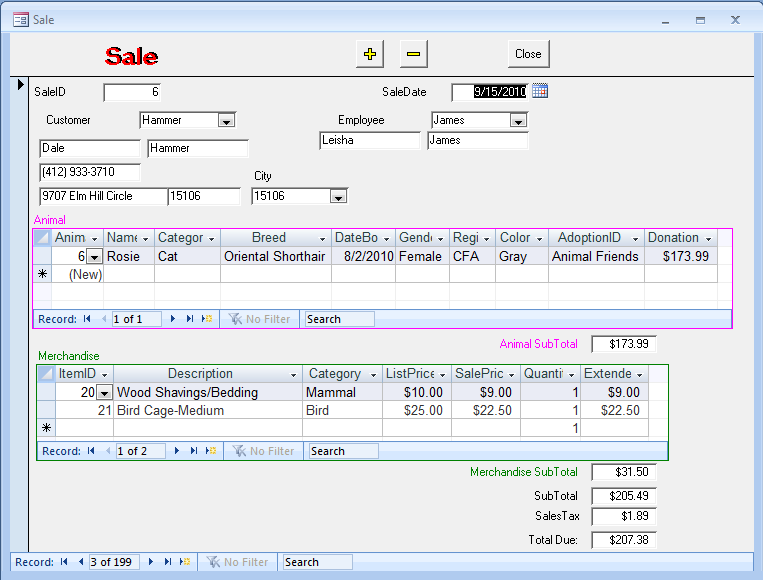 Sale
Sale
Close
SaleID 6 SaleDate 9/15/2010
Customer Hammer Employee James
Dale Hammer Leisha James
(412) 933-3710
City
9707 Elm Hill Circle 15106 15106
Animal
Anim Name Categor Breed DateBo Gend Regi Color AdoptionID Donation
6 Rosie Cat Oriental Shorthair 8/2/2010 Female CFA Gray Animal Friends $173.99
(New)
Record: 1 of 1 No Filter Search
Animal SubTotal $173.99
Merchandise
ItemID Description Category ListPrice SalePric Quantit Extende
20 Wood Shavings/Bedding Mammal $10.00 $9.00 1 $9.00
21 Bird Cage-Medium Bird $25.00 $22.50 1 $22.50
1
Record: 1 of 2 No Filter Search
Merchandise SubTotal $31.50
SubTotal $205.49
SalesTax $1.89
Total Due: $207.38
Record: 3 of 199 No Filter Search